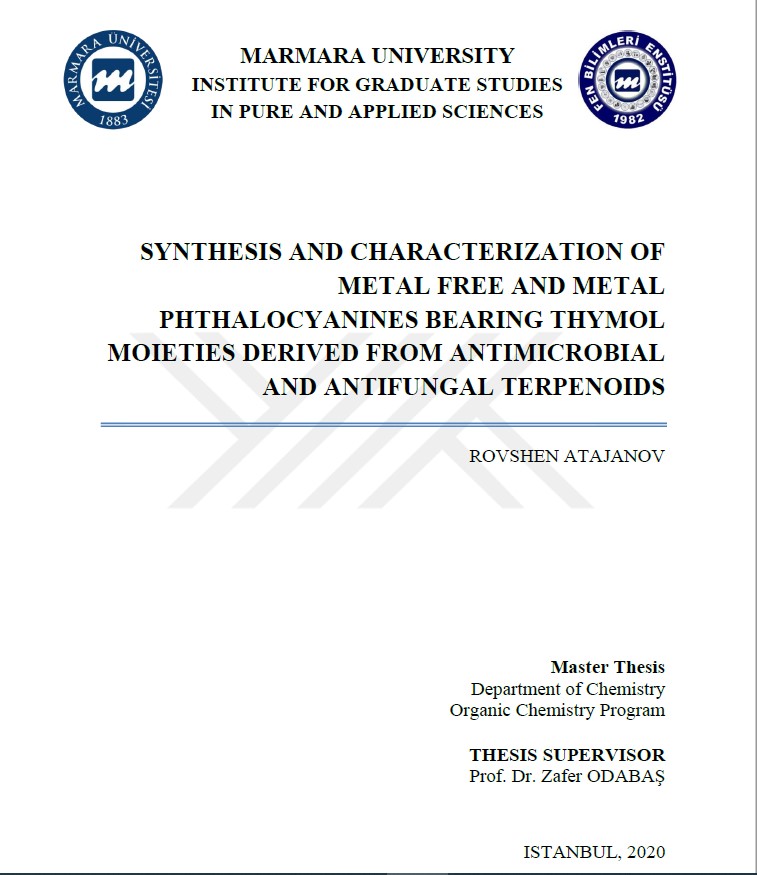 MARMARA ÜNİVERSİTESİ
1883
MARMARA UNIVERSITY
INSTITUTE FOR GRADUATE STUDIES
IN PURE AND APPLIED SCIENCES
FEN BİLİMLERİ ENSTİTÜSÜ
1982
SYNTHESIS AND CHARACTERIZATION OF
METAL FREE AND METAL
PHTHALOCYANINES BEARING THYMOL
MOIETIES DERIVED FROM ANTIMICROBIAL
AND ANTIFUNGAL TERPENOIDS
ROVSHEN ATAJANOV
Master Thesis
Department of Chemistry
Organic Chemistry Program
THESIS SUPERVISOR
Prof. Dr. Zafer ODABAŞ
ISTANBUL, 2020